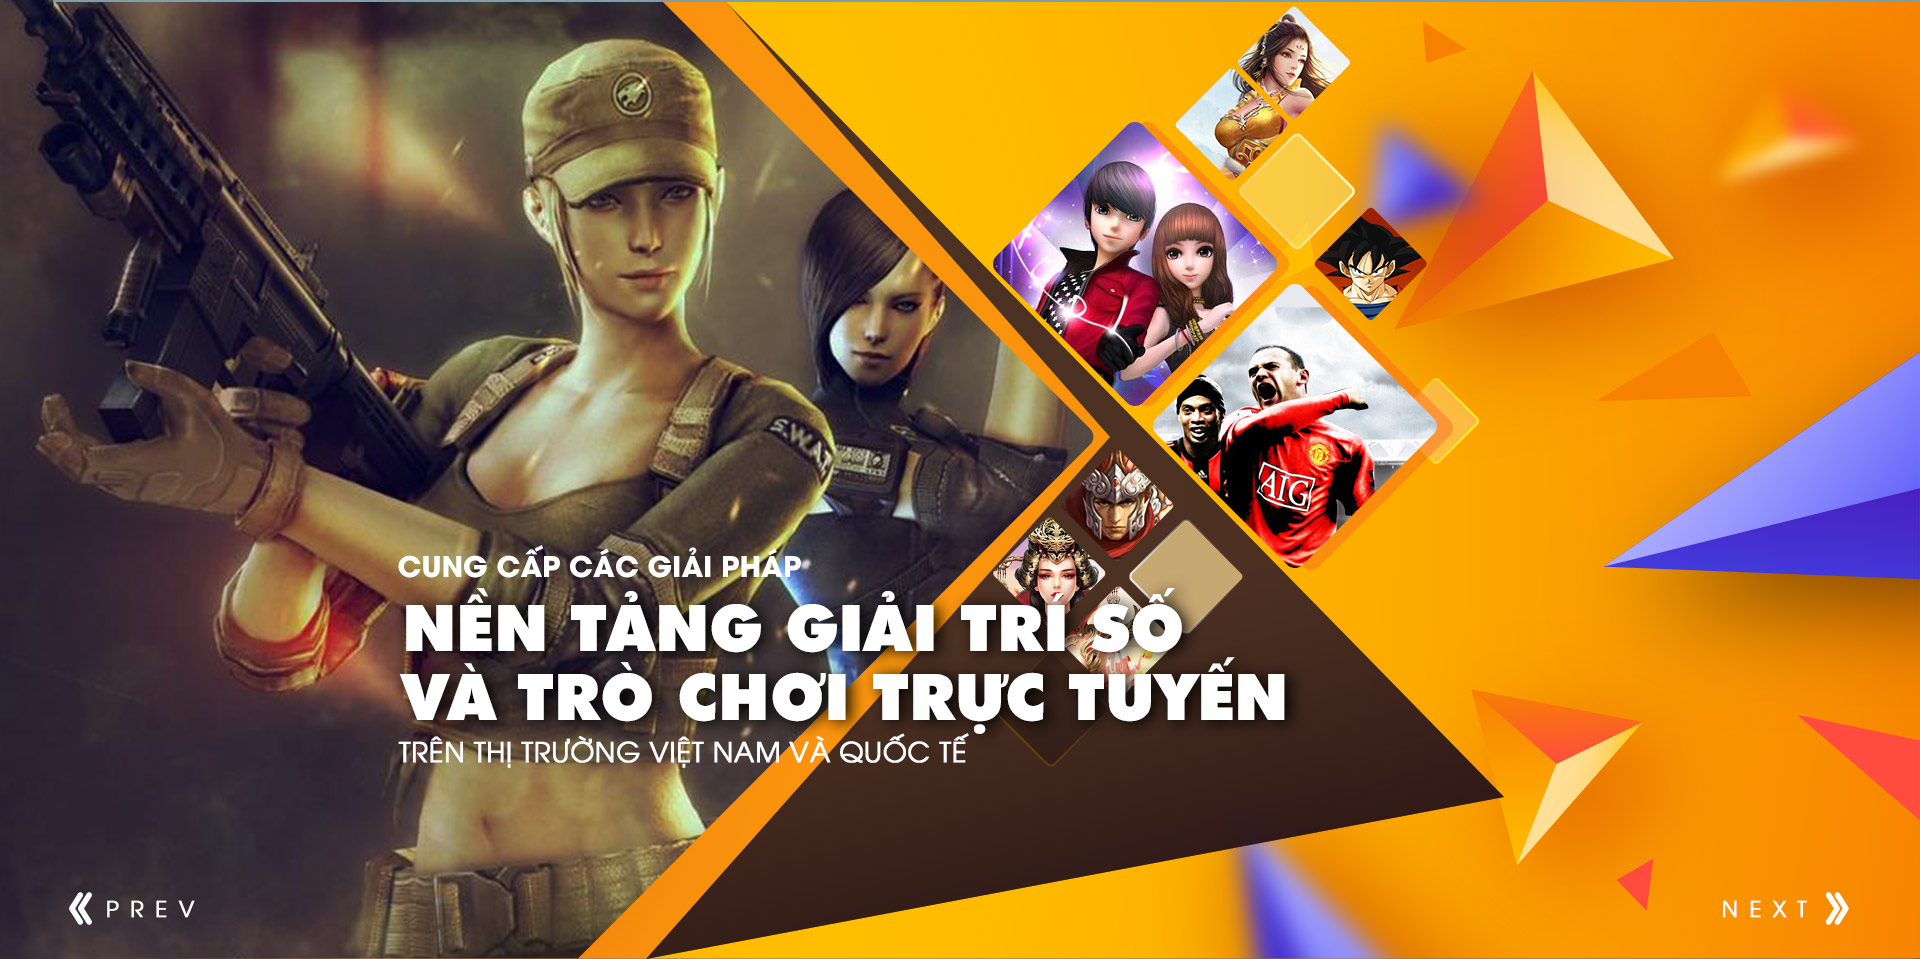 S.W.A.T
AIG
CUNG CẤP CÁC GIẢI PHÁP
NỀN TẢNG GIẢI TRÍ SỐ
VÀ TRÒ CHƠI TRỰC TUYẾN
TRÊN THỊ TRƯỜNG VIỆT NAM VÀ QUỐC TẾ
PREV
NEXT